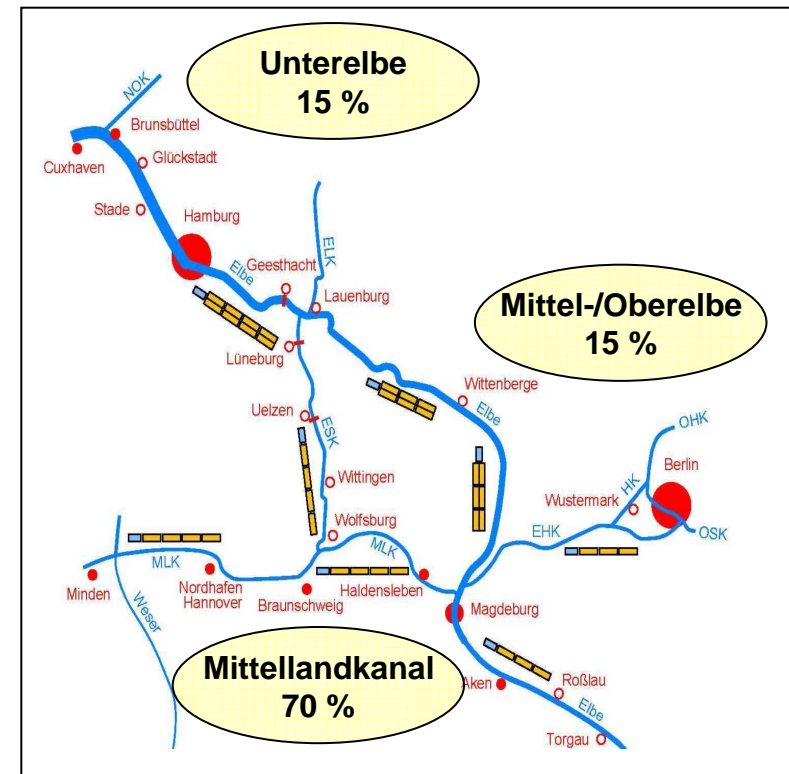 Unterelbe
15 %
NOK
Brunsbüttel
Cuxhaven
Glückstadt
Stade
Hamburg
Elbe
Geesthacht
ELK
Lauenburg
Mittel-/Oberelbe
15 %
Lüneburg
Wittenberge
Elbe
Uelzen
ESK
OHK
Berlin
Wittingen
HK
Wustermark
Wolfsburg
EHK
OSK
MLK
MLK
Minden
Weser
Nordhafen
Hannover
Braunschweig
Haldensleben
Magdeburg
Mittellandkanal
70 %
Aken
Roßlau
Elbe
Torgau